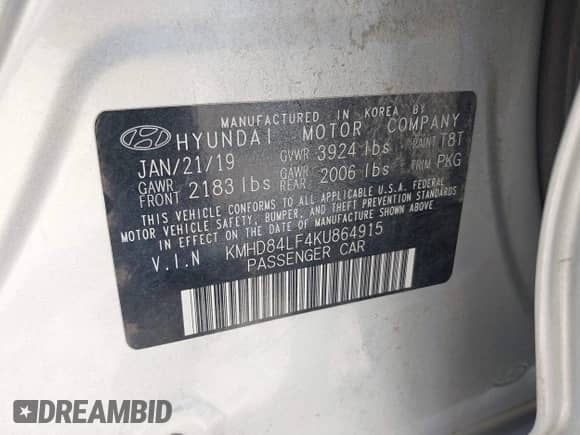 MANUFACTURED IN KOREA BY
HYUNDAI MOTOR COMPANY
JAN/21/19 GVWR 3924 lbs PAINT T8T
GAWR FRONT 2183 lbs GAWR REAR 2006 lbs TRIM PKG
THIS VEHICLE CONFORMS TO ALL APPLICABLE U.S.A. FEDERAL
MOTOR VEHICLE SAFETY, BUMPER, AND THEFT PREVENTION STANDARDS
IN EFFECT ON THE DATE OF MANUFACTURE SHOWN ABOVE.
V.I.N KMHD84LF4KU864915
PASSENGER CAR
DREAMBID